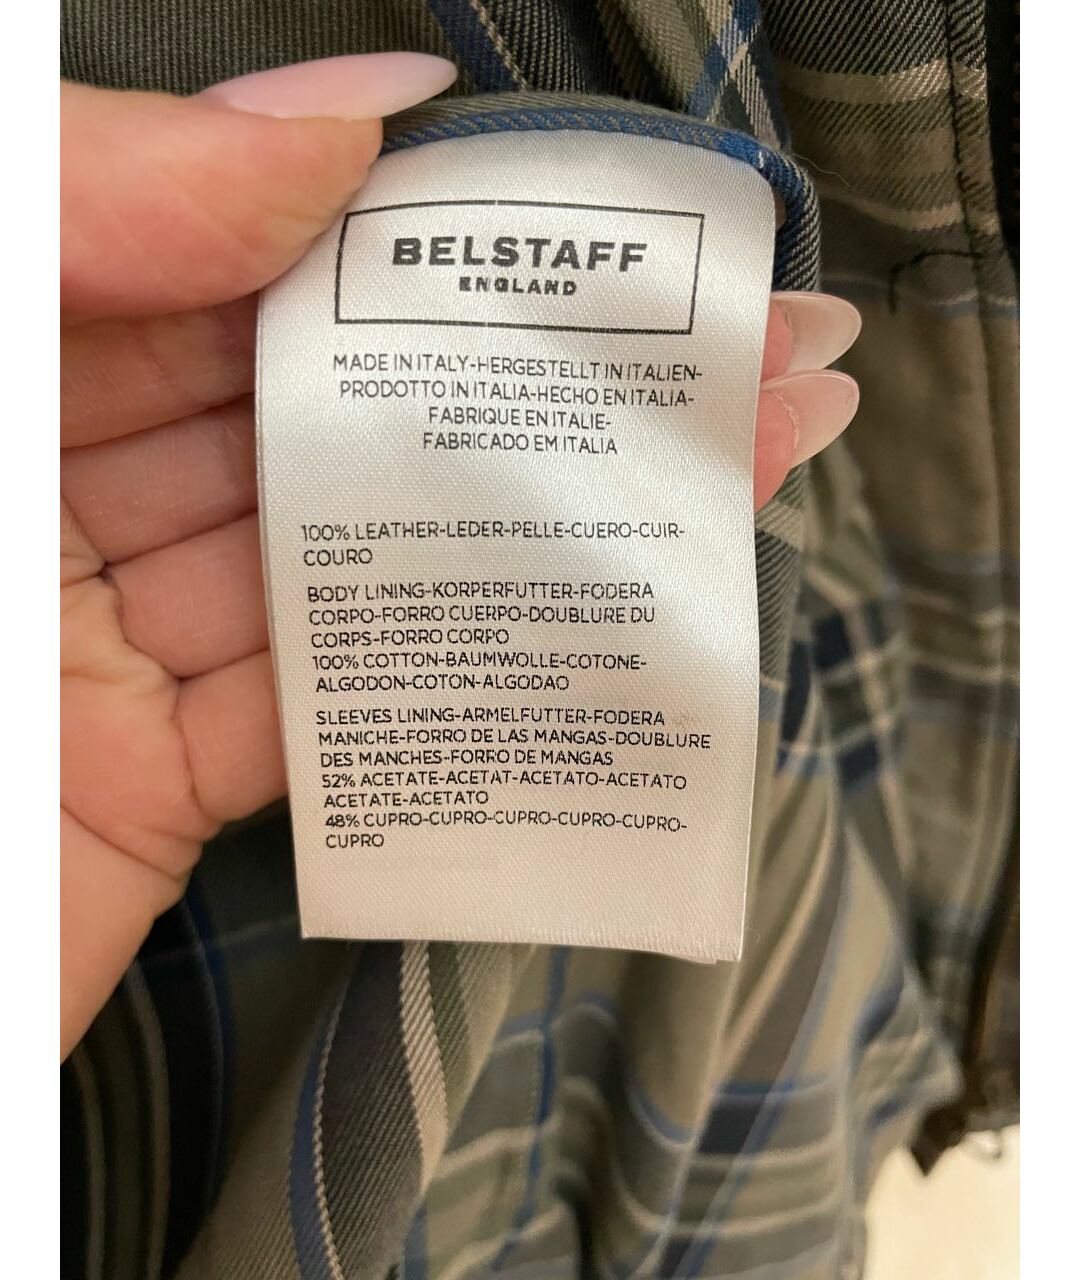 BELSTAFF
ENGLAND
MADE IN ITALY-HERGESTELLT IN ITALIEN-
PRODOTTO IN ITALIA-HECHO EN ITALIA-
FABRIQUE EN ITALIE-
FABRICADO EM ITALIA
100% LEATHER-LEDER-PELLE-CUERO-CUIR-
COURO
BODY LINING-KORPERFUTTER-FODERA
CORPO-FORRO CUERPO-DOUBLURE DU
CORPS-FORRO CORPO
100% COTTON-BAUMWOLLE-COTONE-
ALGODON-COTON-ALGODAO
SLEEVES LINING-ARMELFUTTER-FODERA
MANICHE-FORRO DE LAS MANGAS-DOUBLURE
DES MANCHES-FORRO DE MANGAS
52% ACETATE-ACETAT-ACETATO-ACETATO
ACETATE-ACETATO
48% CUPRO-CUPRO-CUPRO-CUPRO-CUPRO-
CUPRO